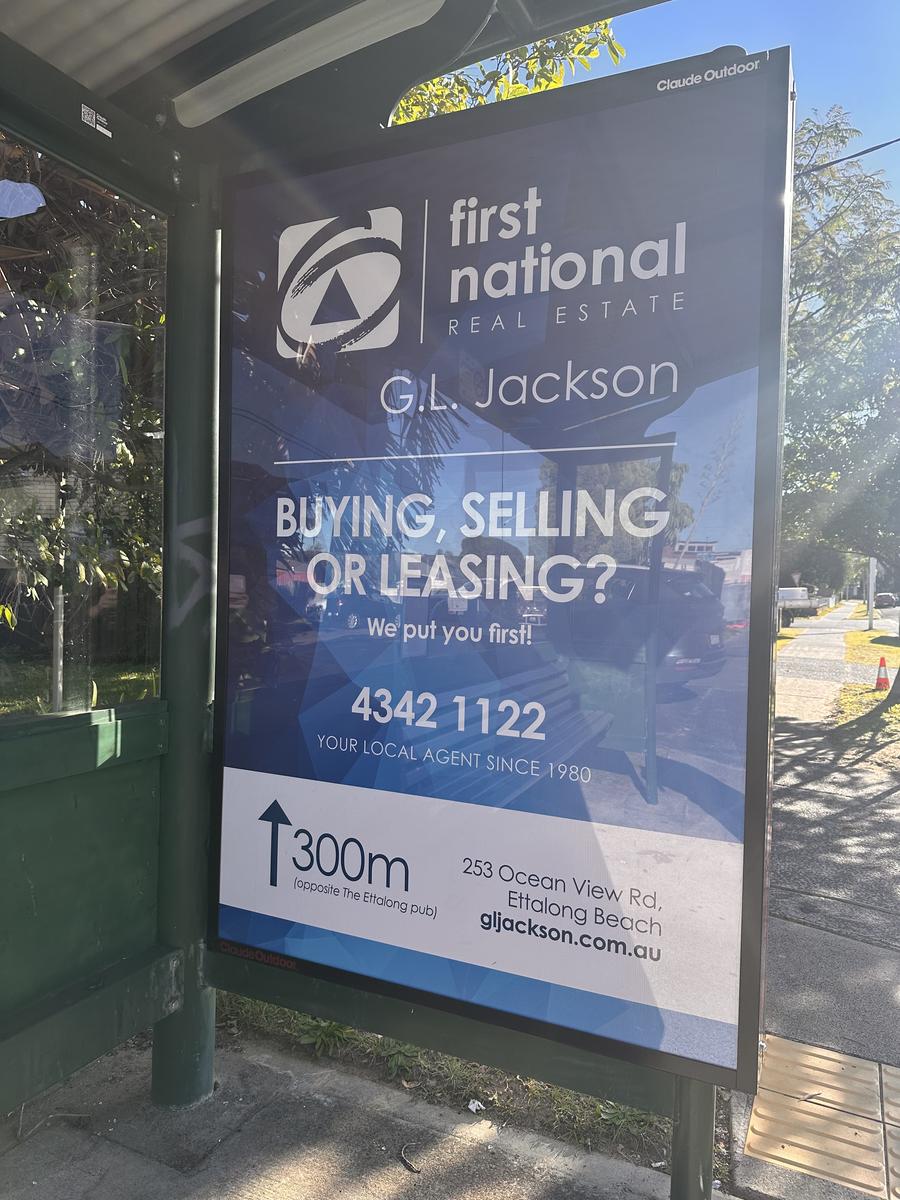 Claude Outdoor
first
national
REAL ESTATE
G.L. Jackson
BUYING, SELLING
OR LEASING?
We put you first!
4342 1122
YOUR LOCAL AGENT SINCE 1980
300m
(opposite The Ettalong pub)
253 Ocean View Rd,
Ettalong Beach
gljackson.com.au
Claude Outdoor